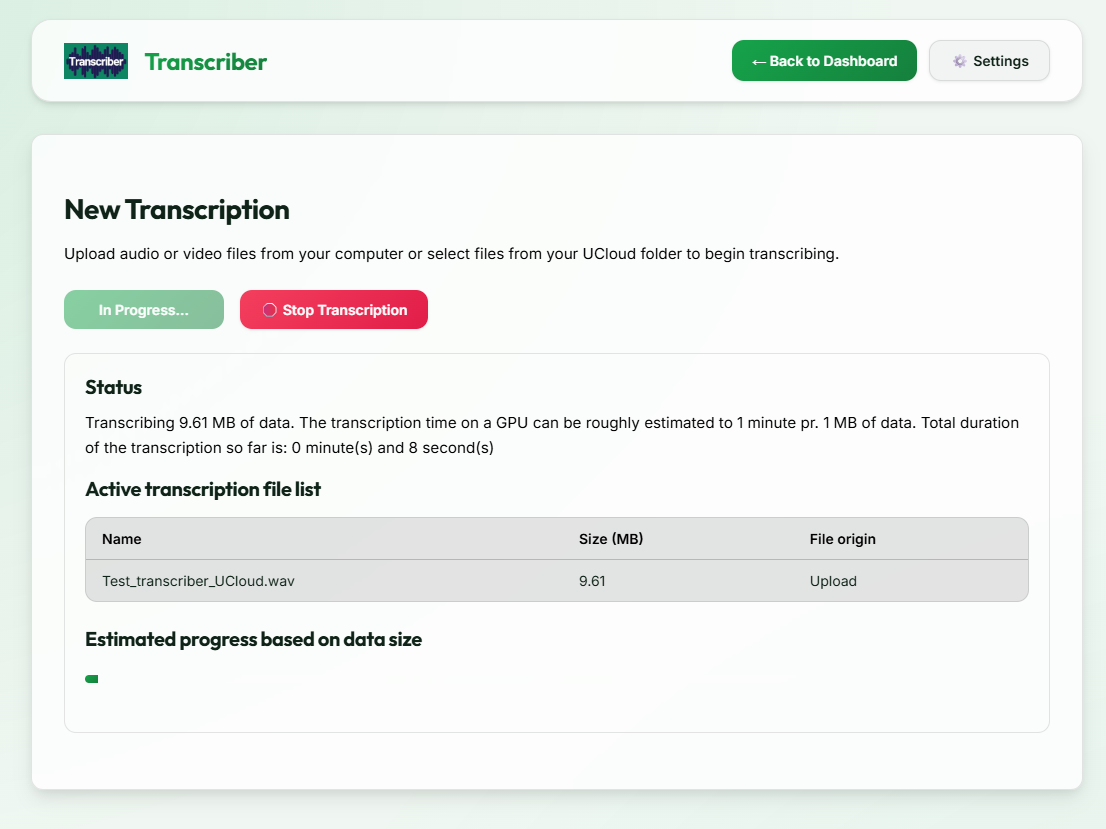 Transcriber
Transcriber
← Back to Dashboard
Settings
New Transcription
Upload audio or video files from your computer or select files from your UCloud folder to begin transcribing.
In Progress...
Stop Transcription
Status
Transcribing 9.61 MB of data. The transcription time on a GPU can be roughly estimated to 1 minute pr. 1 MB of data. Total duration
of the transcription so far is: 0 minute(s) and 8 second(s)
Active transcription file list
Name Size (MB) File origin
Test_transcriber_UCloud.wav 9.61 Upload
Estimated progress based on data size